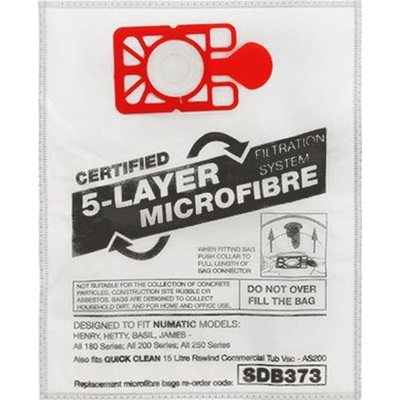 CERTIFIED
5-LAYER
MICROFIBRE
FILTRATION
SYSTEM
WHEN FITTING BAG
PUSH COLLAR TO
FULL LENGTH OF
BAG CONNECTOR
NOT SUITABLE FOR THE COLLECTION OF CONCRETE
PARTICLES, CONSTRUCTION SITE RUBBLE OR
ASBESTOS. BAGS ARE DESIGNED TO COLLECT
HOUSEHOLD DIRT, AND FOR HOME AND OFFICE USE.
DO NOT OVER
FILL THE BAG
DESIGNED TO FIT NUMATIC MODELS:
HENRY, HETTY, BASIL, JAMES -
All 180 Series; All 200 Series; All 250 Series
Also fits QUICK CLEAN 15 Litre Rewind Commercial Tub Vac - AS200
Replacement microfibre bags re-order code: SDB373